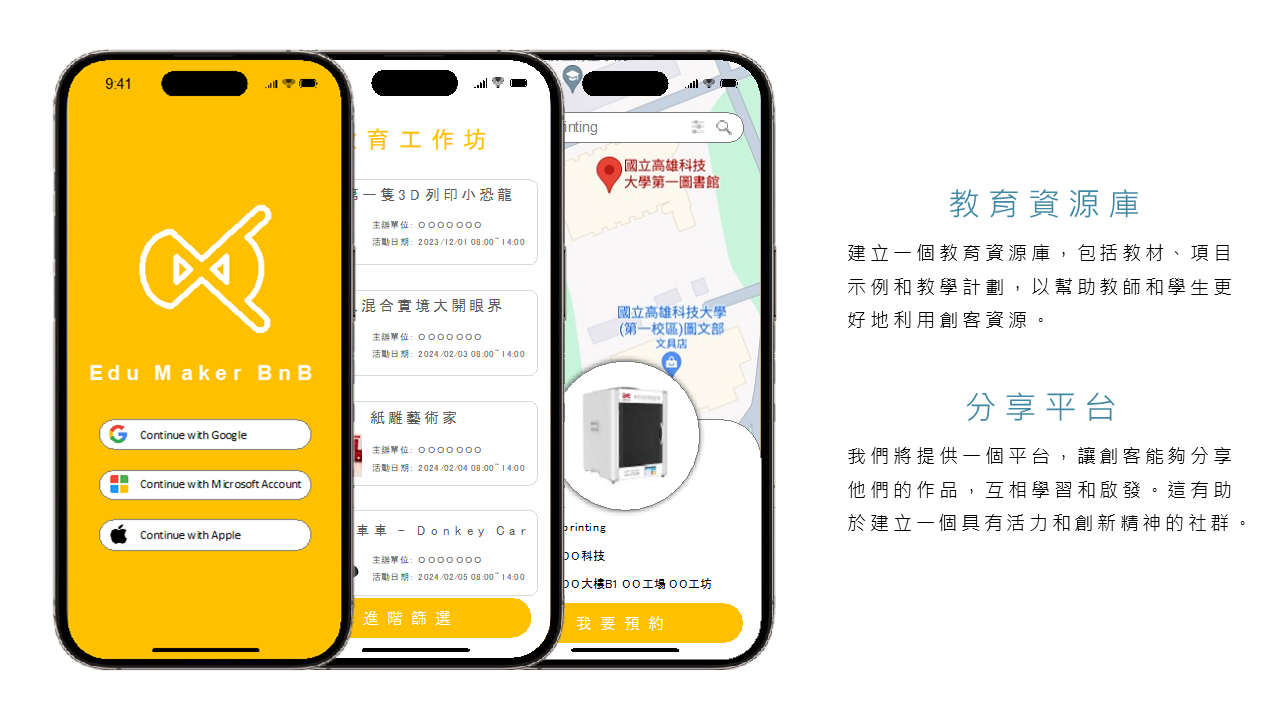 9:41
Edu Maker BnB
Continue with Google
Continue with Microsoft Account
Continue with Apple
育工作坊
第一隻3D列印小恐龍
主辦單位: OOOOOOO
活動日期: 2023/12/01 08:00~14:00
混合實境大開眼界
主辦單位: OOOOOOO
活動日期: 2024/02/03 08:00~14:00
紙雕藝術家
主辦單位: OOOOOOO
活動日期: 2024/02/04 08:00~14:00
車車 - Donkey Car
主辦單位: OOOOOOO
活動日期: 2024/02/05 08:00~14:00
進階篩選
inting
國立高雄科技
大學第一圖書館
國立高雄科技大學
(第一校區)圖文部
文具店
printing
OO科技
OO大樓B1 OO工場 OO工坊
我要預約
教育資源庫
建立一個教育資源庫，包括教材、項目
示例和教學計劃，以幫助教師和學生更
好地利用創客資源。
分享平台
我們將提供一個平台，讓創客能夠分享
他們的作品，互相學習和啟發。這有助
於建立一個具有活力和創新精神的社群。